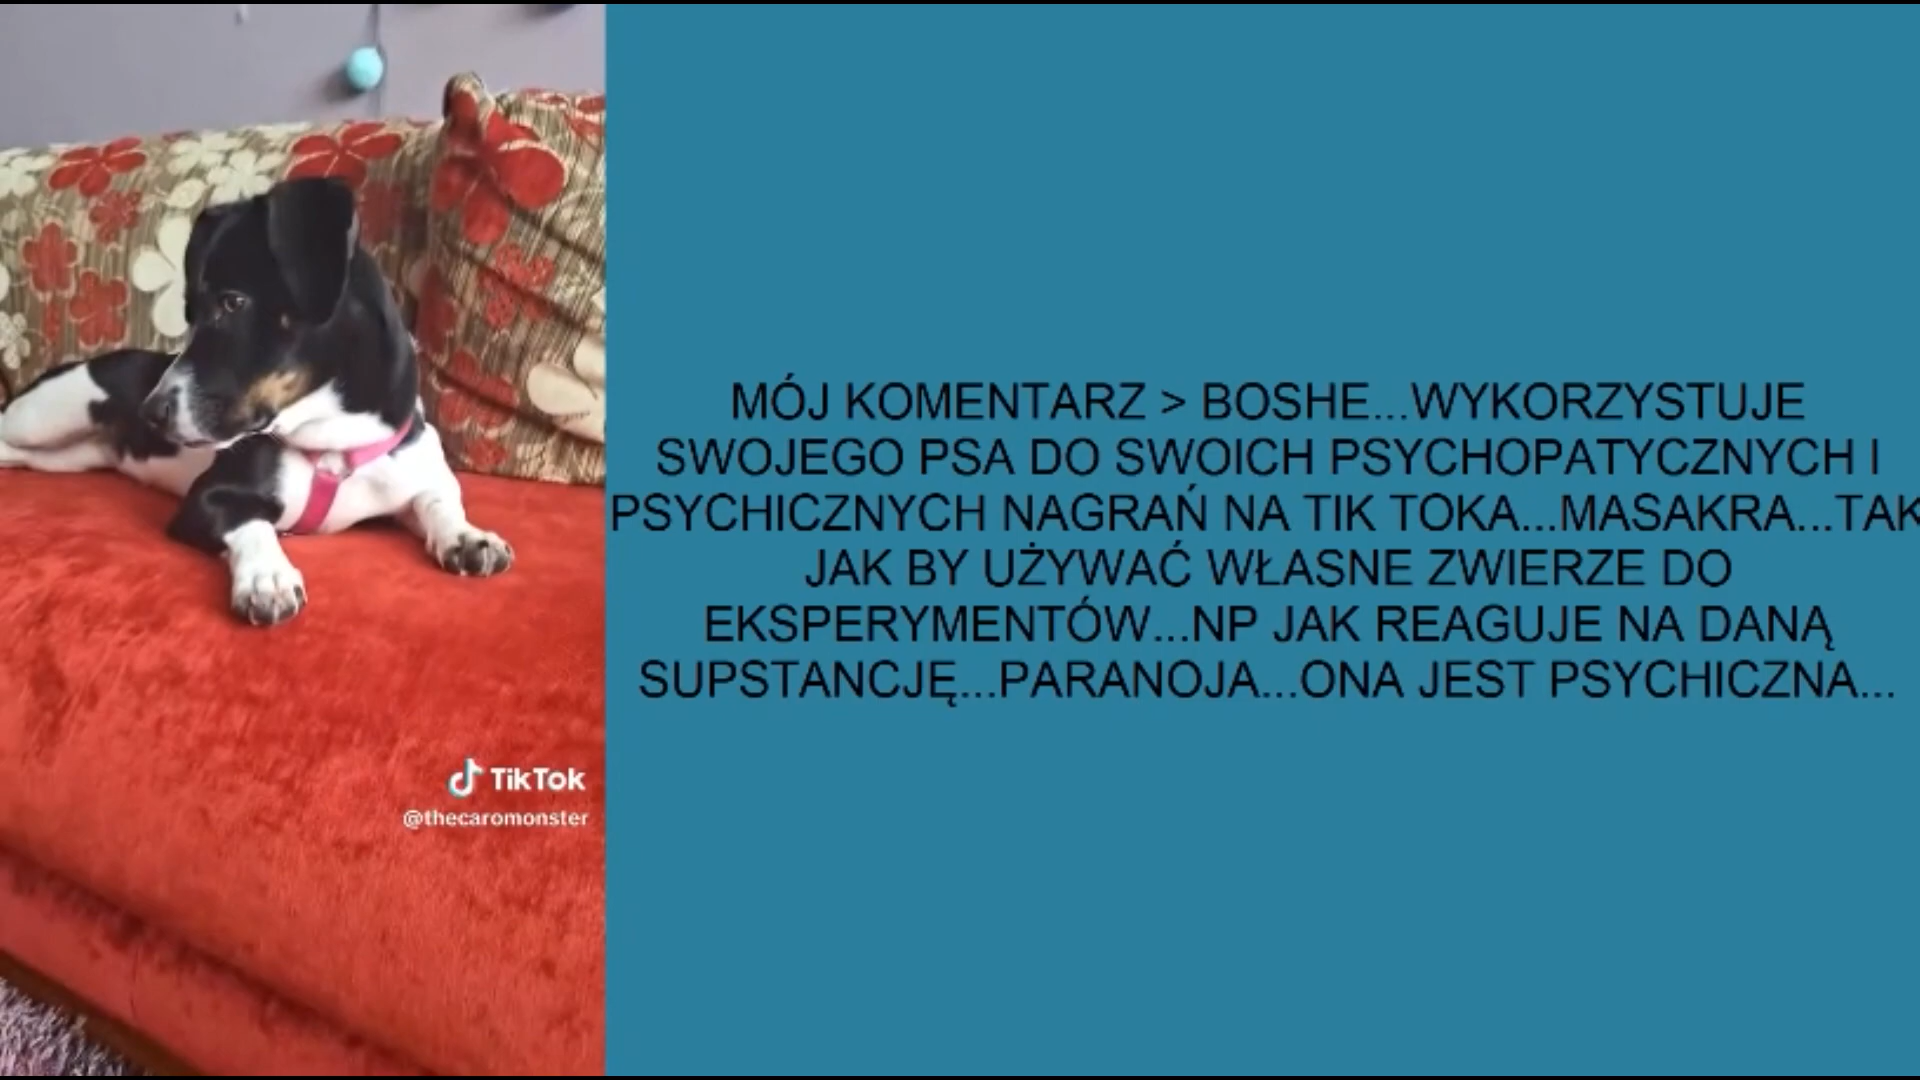 MÓJ KOMENTARZ > BOSHE...WYKORZYSTUJE
SWOJEGO PSA DO SWOICH PSYCHOPATYCZNYCH I
PSYCHICZNYCH NAGRAŃ NA TIK TOKA...MASAKRA...TAK
JAK BY UŻYWAĆ WŁASNE ZWIERZE DO
EKSPERYMENTÓW...NP JAK REAGUJE NA DANĄ
SUPSTANCJĘ...PARANOJA...ONA JEST PSYCHICZNA...
TikTok
@thecaromonster